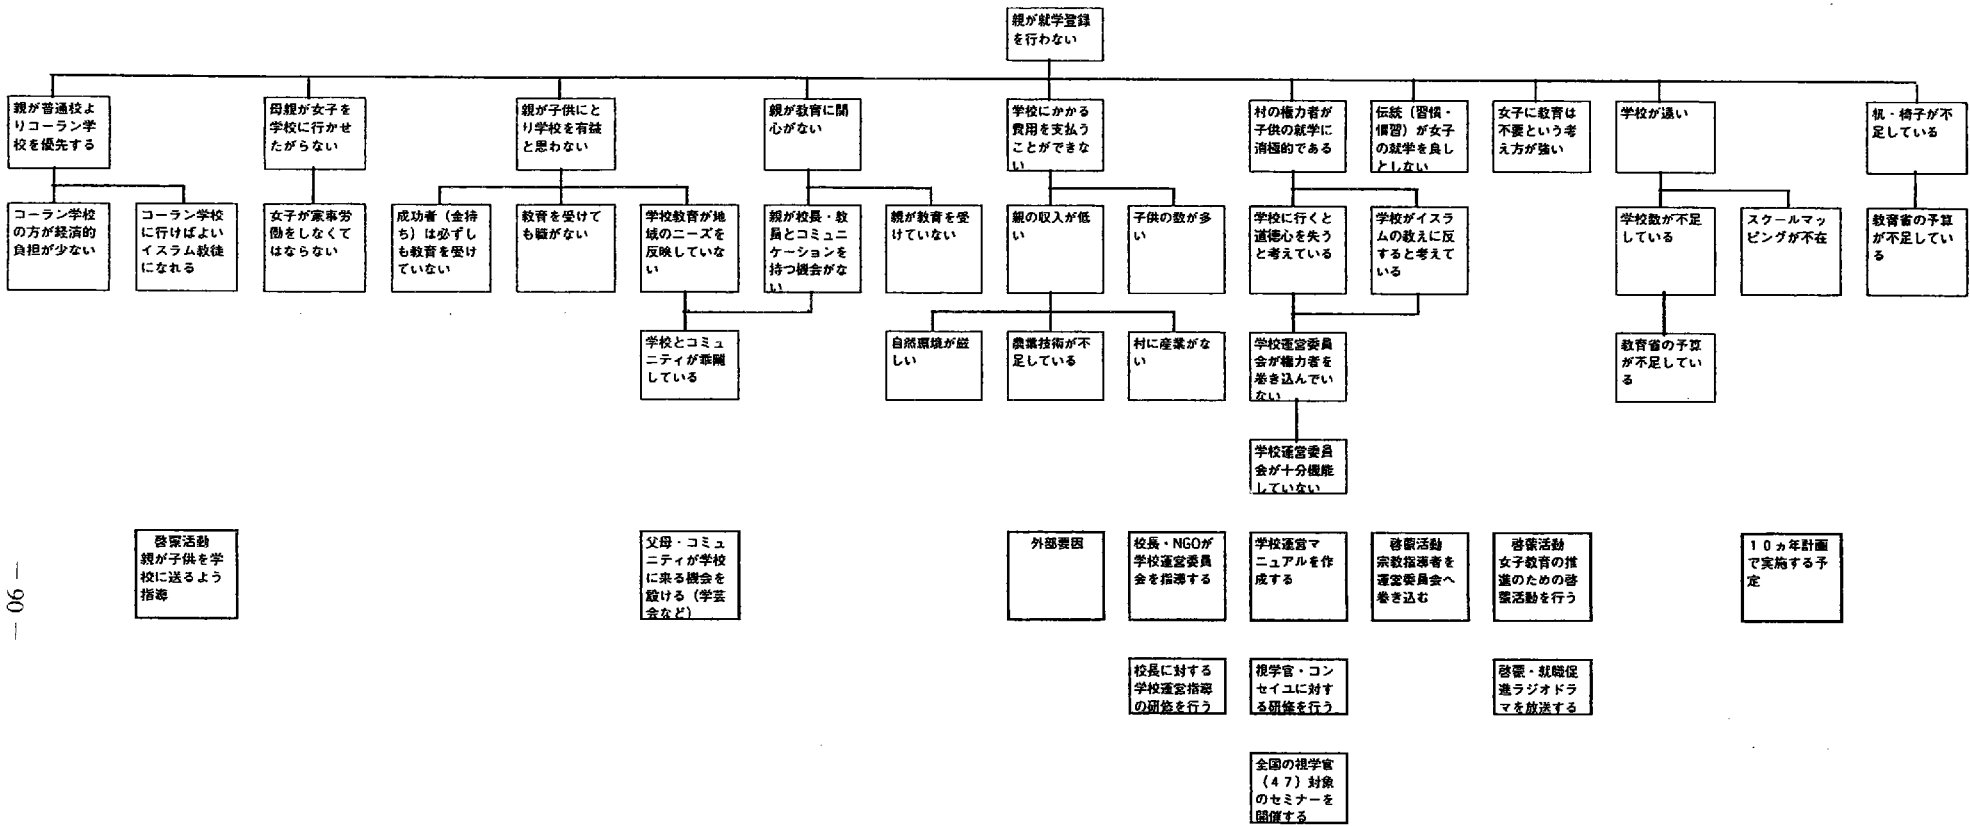 親が就学登録
を行わない
親が普通校よ
りコーラン学
校を優先する
母親が女子を
学校に行かせ
たがらない
親が子供にと
り学校を有益
と思わない
親が教育に関
心がない
学校にかかる
費用を支払う
ことができな
い
村の権力者が
子供の就学に
消極的である
伝統（習慣・
慣習）が女子
の就学を良し
としない
女子に教育は
不要という考
え方が強い
学校が遠い
机・椅子が不
足している
コーラン学校
の方が経済的
負担が少ない
コーラン学校
に行けばよい
イスラム教徒
になれる
女子が家事労
働をしなくて
はならない
成功者（金持
ち）は必ずし
も教育を受け
ていない
教育を受けて
も職がない
学校教育が地
域のニーズを
反映していな
い
親が校長・教
員とコミュニ
ケーションを
持つ機会がな
い
親が教育を受
けていない
親の収入が低
い
子供の数が多
い
学校に行くと
道徳心を失う
と考えている
学校がイスラ
ムの教えに反
すると考えて
いる
学校数が不足
している
スクールマッ
ピングが不在
教育省の予算
が不足してい
る
学校とコミュ
ニティが乖離
している
自然環境が厳
しい
農業技術が不
足している
村に産業がな
い
学校運営委員
会が権力者を
巻き込んでい
ない
教育省の予算
が不足してい
る
学校運営委員
会が十分機能
していない
啓蒙活動
親が子供を学
校に送るよう
指導
父母・コミュ
ニティが学校
に来る機会を
設ける（学芸
会など）
外部要因
校長・NGOが
学校運営委員
会を指導する
学校運営マ
ニュアルを作
成する
啓蒙活動
宗教指導者を
運営委員会へ
巻き込む
啓蒙活動
女子教育の推
進のための啓
蒙活動を行う
１０ヵ年計画
で実施する予
定
校長に対する
学校運営指導
の研修を行う
視学官・コン
セイユに対す
る研修を行う
啓蒙・就職促
進ラジオドラ
マを放送する
全国の視学官
（４７）対象
のセミナーを
開催する
— 90 —